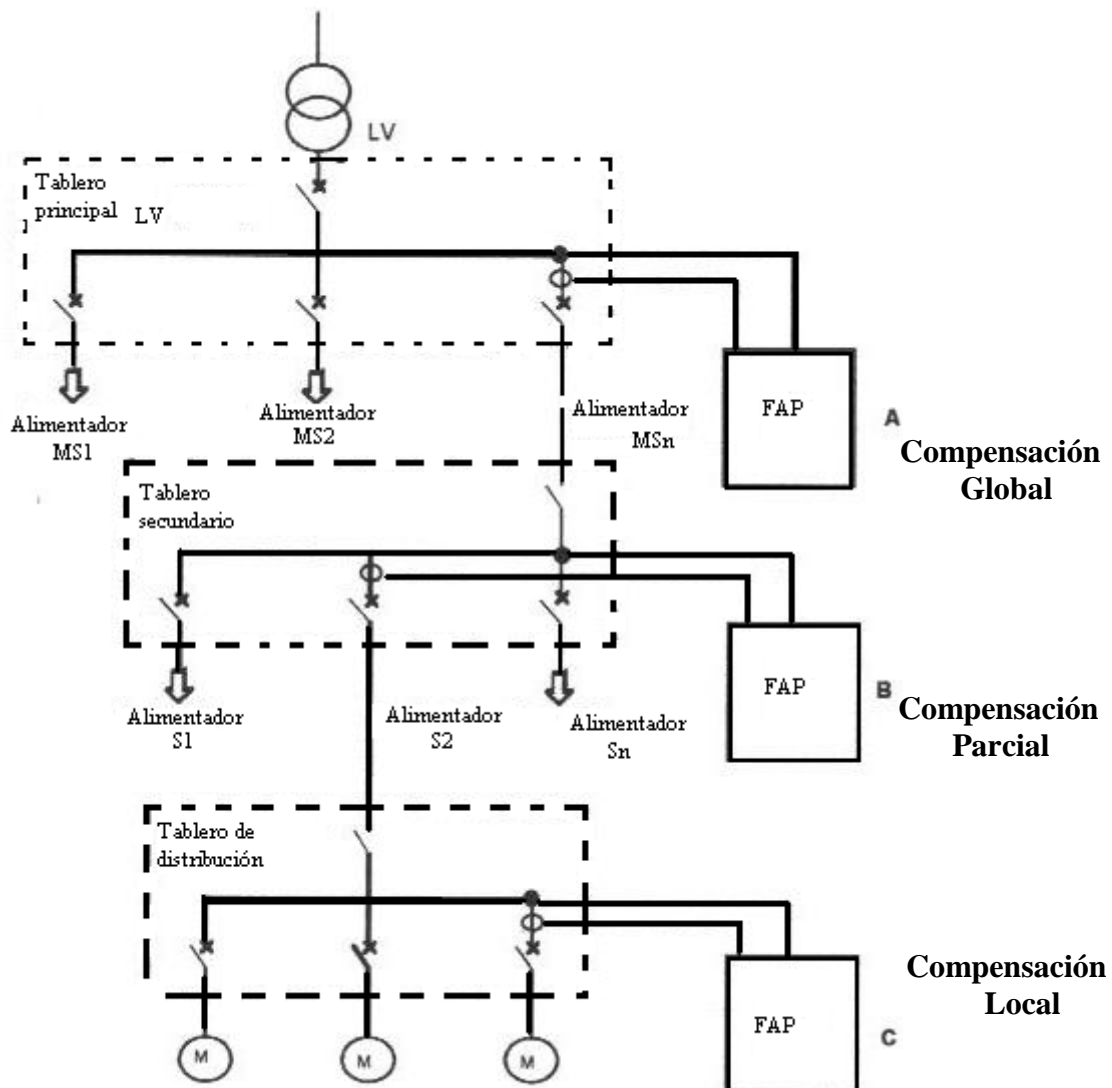 LV
Tablero
principal LV
FAP
A
Compensación
Global
Alimentador
MS1
Alimentador
MS2
Alimentador
MSn
Tablero
secundario
FAP
B
Compensación
Parcial
Alimentador
S1
Alimentador
S2
Alimentador
Sn
Tablero de
distribución
FAP
C
Compensación
Local
M
M
M